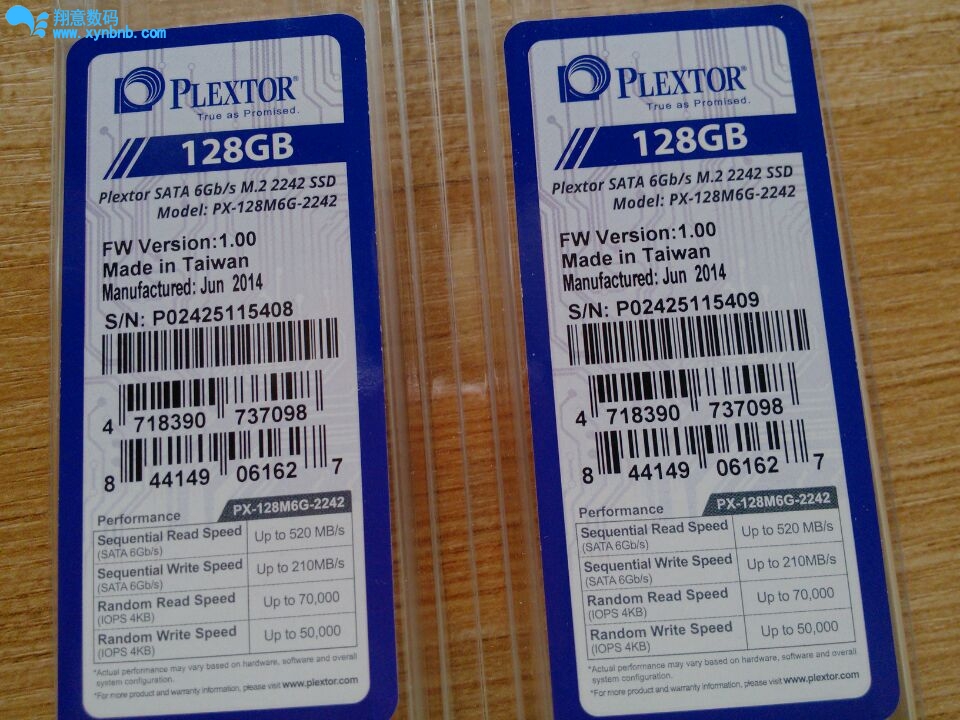 翔意数码
www.xynbnb.com
PLEXTOR®
True as Promised.
128GB
Plextor SATA 6Gb/s M.2 2242 SSD
Model: PX-128M6G-2242
FW Version:1.00
Made in Taiwan
Manufactured: Jun 2014
S/N: P02425115408
4 718390 737098
8 44149 06162 7
Performance PX-128M6G-2242
Sequential Read Speed Up to 520 MB/s
(SATA 6Gb/s)
Sequential Write Speed Up to 210MB/s
(SATA 6Gb/s)
Random Read Speed Up to 70,000
(IOPS 4KB)
Random Write Speed Up to 50,000
(IOPS 4KB)
*Actual performance may vary based on hardware, software and overall
system configuration.
*For more product and warranty information, please visit www.plextor.com
PLEXTOR®
True as Promised.
128GB
Plextor SATA 6Gb/s M.2 2242 SSD
Model: PX-128M6G-2242
FW Version:1.00
Made in Taiwan
Manufactured: Jun 2014
S/N: P02425115409
4 718390 737098
8 44149 06162 7
Performance PX-128M6G-2242
Sequential Read Speed Up to 520 MB/s
(SATA 6Gb/s)
Sequential Write Speed Up to 210MB/s
(SATA 6Gb/s)
Random Read Speed Up to 70,000
(IOPS 4KB)
Random Write Speed Up to 50,000
(IOPS 4KB)
*Actual performance may vary based on hardware, software and overall
system configuration.
*For more product and warranty information, please visit www.plextor.com